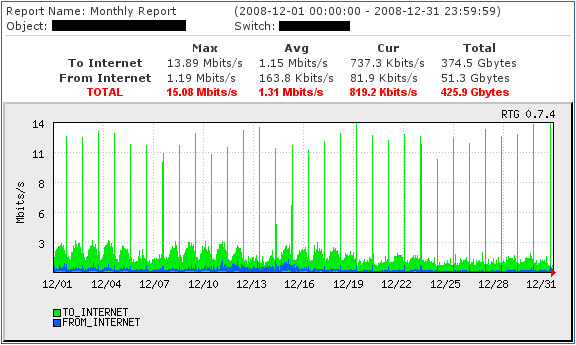 Report Name: Monthly Report (2008-12-01 00:00:00 - 2008-12-31 23:59:59)
Object: Switch:
Max Avg Cur Total
To Internet 13.89 Mbits/s 1.15 Mbits/s 737.3 Kbits/s 374.5 Gbytes
From Internet 1.19 Mbits/s 163.8 Kbits/s 81.9 Kbits/s 51.3 Gbytes
TOTAL 15.08 Mbits/s 1.31 Mbits/s 819.2 Kbits/s 425.9 Gbytes
RTG 0.7.4
Mbits/s
14
11
8
6
3
12/01 12/04 12/07 12/10 12/13 12/16 12/19 12/22 12/25 12/28 12/31
TO_INTERNET
FROM_INTERNET